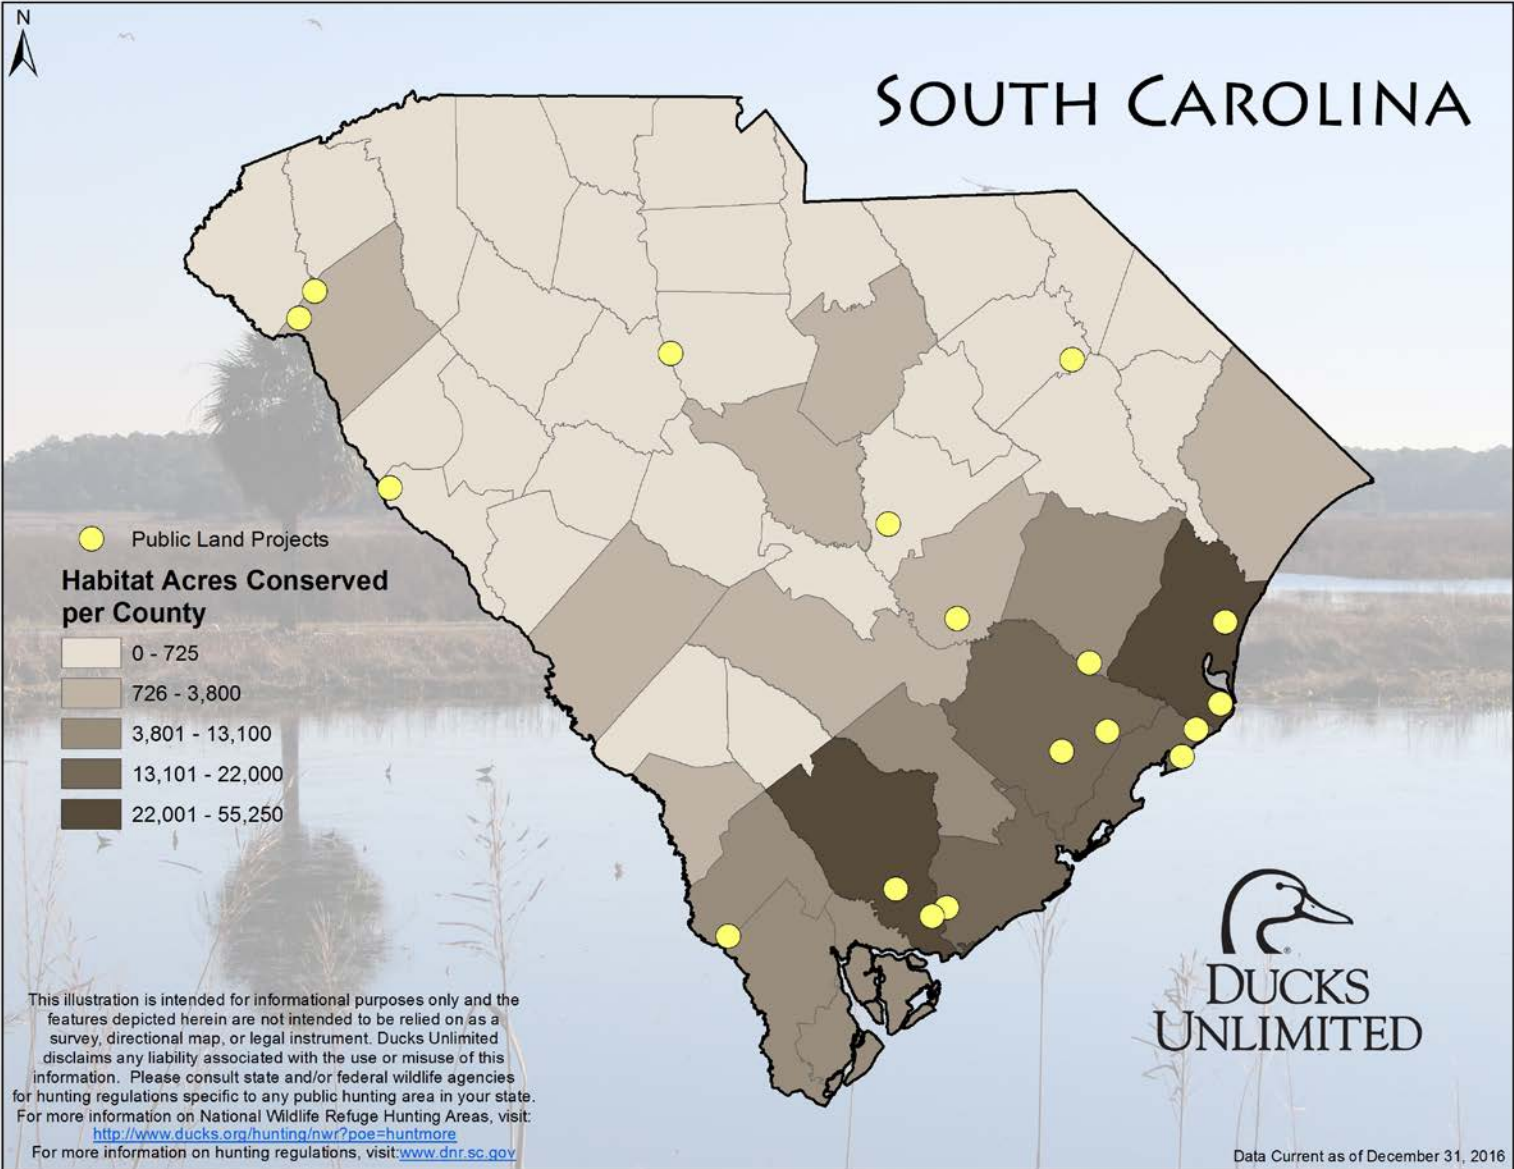 N
SOUTH CAROLINA
Public Land Projects
Habitat Acres Conserved
per County
0 - 725
726 - 3,800
3,801 - 13,100
13,101 - 22,000
22,001 - 55,250
This illustration is intended for informational purposes only and the
features depicted herein are not intended to be relied on as a
survey, directional map, or legal instrument. Ducks Unlimited
disclaims any liability associated with the use or misuse of this
information. Please consult state and/or federal wildlife agencies
for hunting regulations specific to any public hunting area in your state.
For more information on National Wildlife Refuge Hunting Areas, visit:
http://www.ducks.org/hunting/nwr?poe=huntmore
For more information on hunting regulations, visit:www.dnr.sc.gov
®
DUCKS
UNLIMITED
Data Current as of December 31, 2016